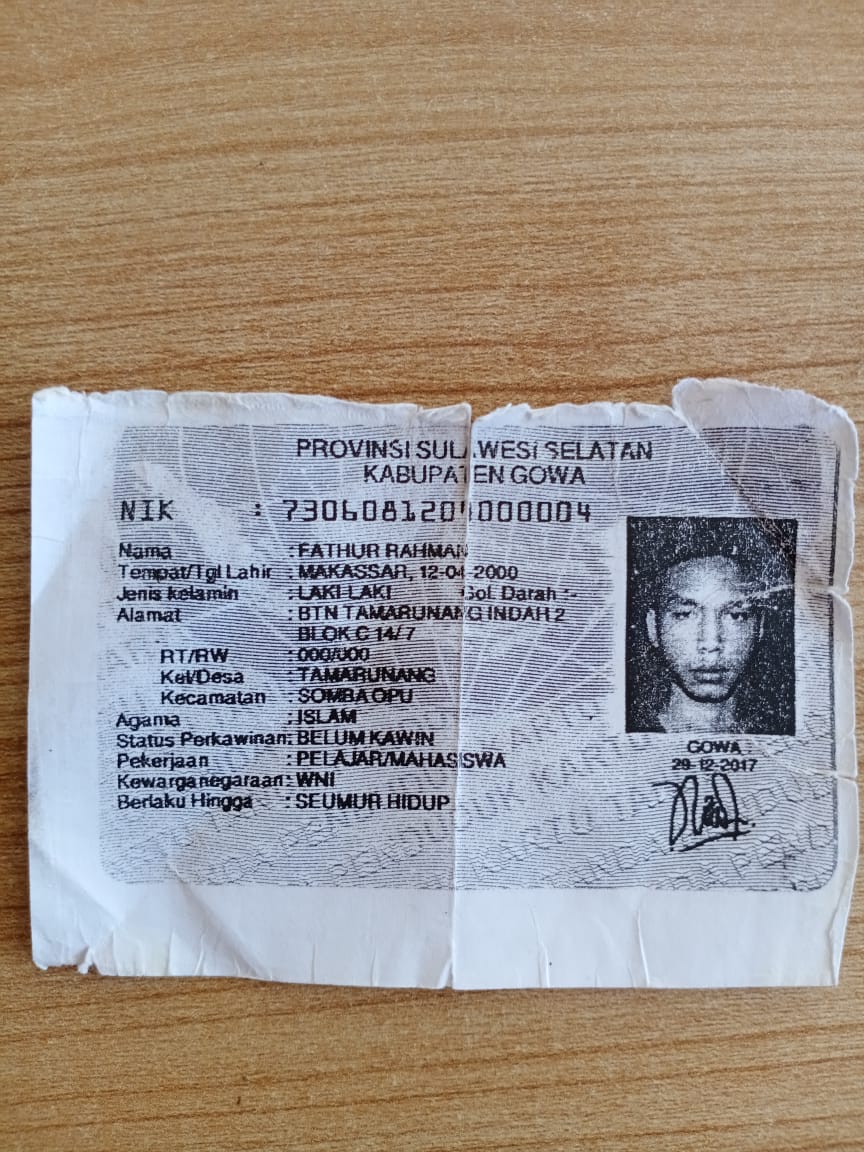 PROVINSI SULAWESI SELATAN
KABUPATEN GOWA
NIK :
Nama : FATHUR RAHMAN
Tempat/Tgl Lahir : MAKASSAR, 12-04-2000
Jenis kelamin : LAKI-LAKI Gol. Darah :-
Alamat : BTN TAMARUNANG INDAH 2
BLOK C 14/7
RT/RW : 000/000
Kel/Desa : TAMARUNANG
Kecamatan : SOMBA OPU
Agama : ISLAM
Status Perkawinan: BELUM KAWIN
Pekerjaan : PELAJAR/MAHASISWA
Kewarganegaraan: WNI
Berlaku Hingga : SEUMUR HIDUP
GOWA
29-12-2017